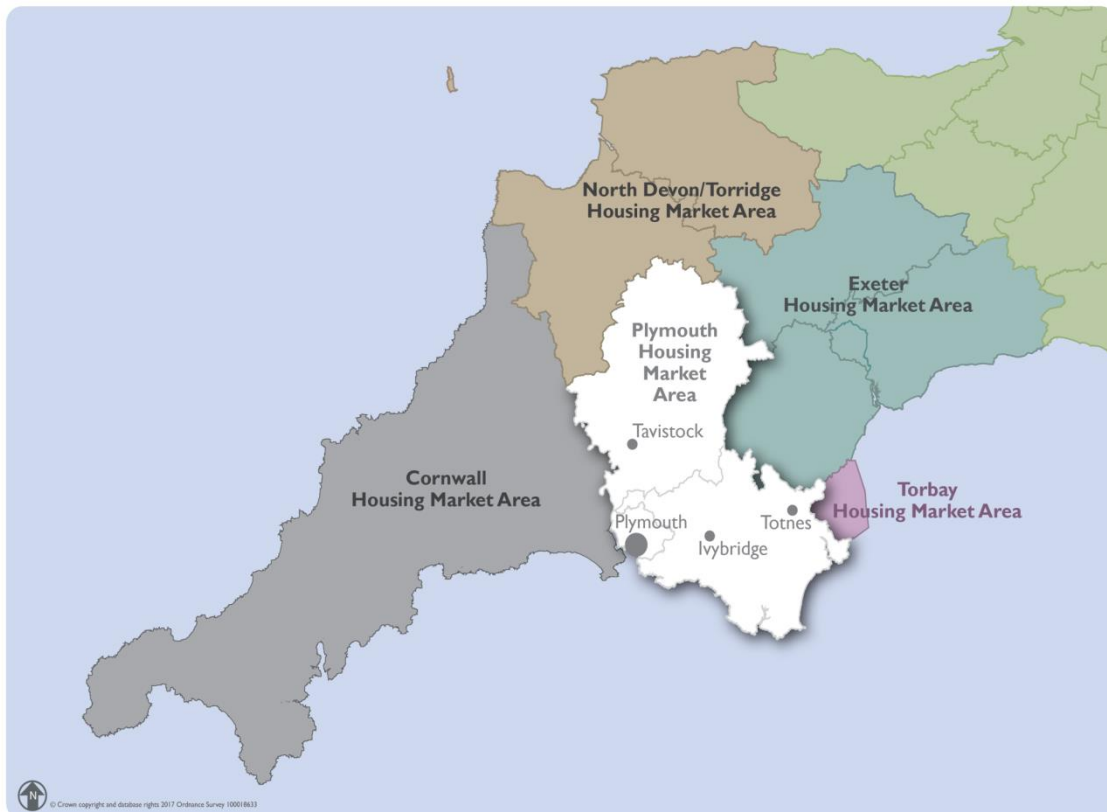 North Devon/Torridge
Housing Market Area
Exeter
Housing Market Area
Plymouth
Housing
Market
Area
Tavistock
Cornwall
Housing Market Area
Torbay
Housing Market Area
Totnes
Plymouth
Ivybridge
N
© Crown copyright and database rights 2017 Ordnance Survey 100018633